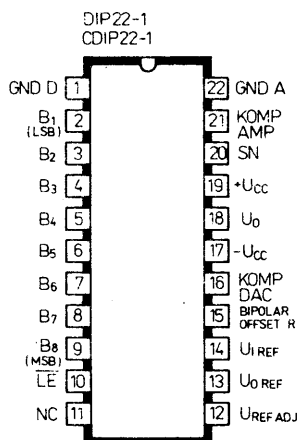 DIP22-1
CDIP22-1
GND D 1
B1 2
(LSB)
B2 3
B3 4
B4 5
B5 6
B6 7
B7 8
B8 9
(MSB)
LE 10
NC 11
22 GND A
21 KOMP
AMP
20 SN
19 +UCC
18 UO
17 -UCC
16 KOMP
DAC
15 BIPOLAR
OFFSET R
14 UI REF
13 UO REF
12 UREF ADJ